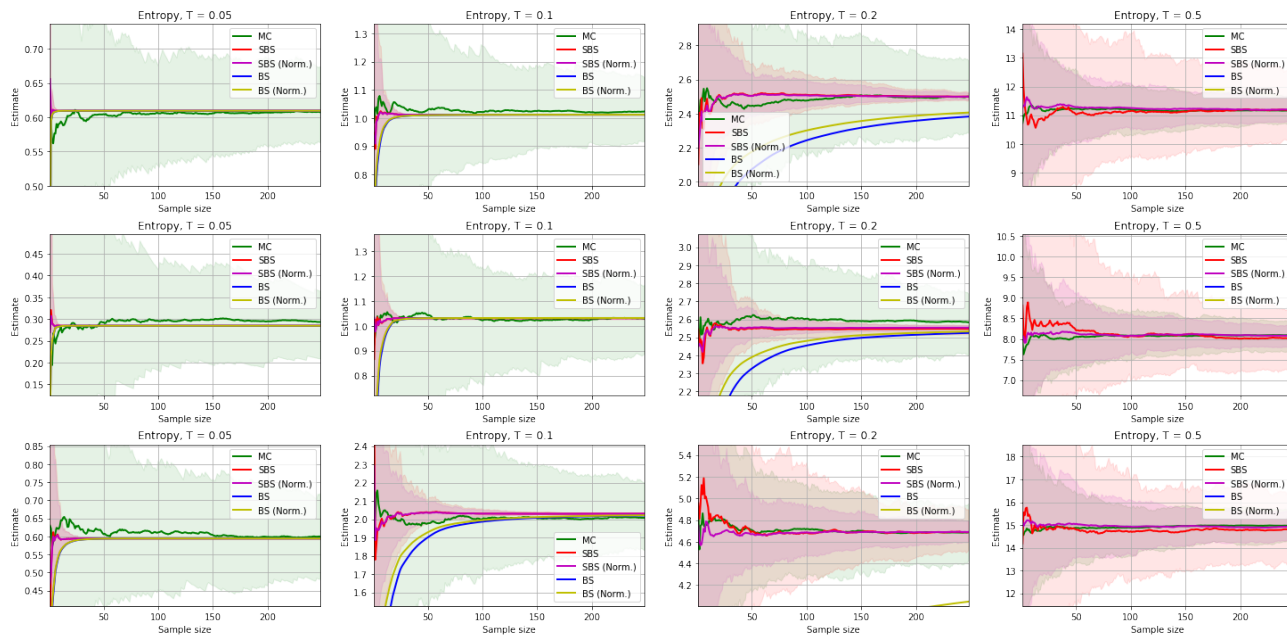 Entropy, T = 0.05
Estimate
0.70
0.65
0.60
0.55
0.50
MC
SBS
SBS (Norm.)
BS
BS (Norm.)
50
100
150
200
Sample size
Entropy, T = 0.1
Estimate
1.3
1.2
1.1
1.0
0.9
0.8
MC
SBS
SBS (Norm.)
BS
BS (Norm.)
50
100
150
200
Sample size
Entropy, T = 0.2
Estimate
2.8
2.6
2.4
2.2
2.0
MC
SBS
SBS (Norm.)
BS
BS (Norm.)
50
100
150
200
Sample size
Entropy, T = 0.5
Estimate
14
13
12
11
10
9
MC
SBS
SBS (Norm.)
BS
BS (Norm.)
50
100
150
200
Sample size
Entropy, T = 0.05
Estimate
0.45
0.40
0.35
0.30
0.25
0.20
0.15
MC
SBS
SBS (Norm.)
BS
BS (Norm.)
50
100
150
200
Sample size
Entropy, T = 0.1
Estimate
1.3
1.2
1.1
1.0
0.9
0.8
MC
SBS
SBS (Norm.)
BS
BS (Norm.)
50
100
150
200
Sample size
Entropy, T = 0.2
Estimate
3.0
2.9
2.8
2.7
2.6
2.5
2.4
2.3
2.2
MC
SBS
SBS (Norm.)
BS
BS (Norm.)
50
100
150
200
Sample size
Entropy, T = 0.5
Estimate
10.5
10.0
9.5
9.0
8.5
8.0
7.5
7.0
MC
SBS
SBS (Norm.)
BS
BS (Norm.)
50
100
150
200
Sample size
Entropy, T = 0.05
Estimate
0.85
0.80
0.75
0.70
0.65
0.60
0.55
0.50
0.45
MC
SBS
SBS (Norm.)
BS
BS (Norm.)
50
100
150
200
Sample size
Entropy, T = 0.1
Estimate
2.4
2.3
2.2
2.1
2.0
1.9
1.8
1.7
1.6
MC
SBS
SBS (Norm.)
BS
BS (Norm.)
50
100
150
200
Sample size
Entropy, T = 0.2
Estimate
5.4
5.2
5.0
4.8
4.6
4.4
4.2
MC
SBS
SBS (Norm.)
BS
BS (Norm.)
50
100
150
200
Sample size
Entropy, T = 0.5
Estimate
18
17
16
15
14
13
12
MC
SBS
SBS (Norm.)
BS
BS (Norm.)
50
100
150
200
Sample size